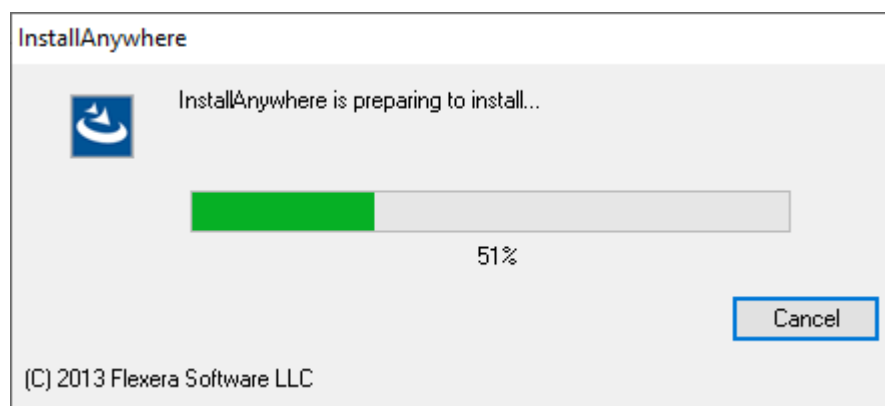 InstallAnywhere
InstallAnywhere is preparing to install...
51%
Cancel
(C) 2013 Flexera Software LLC